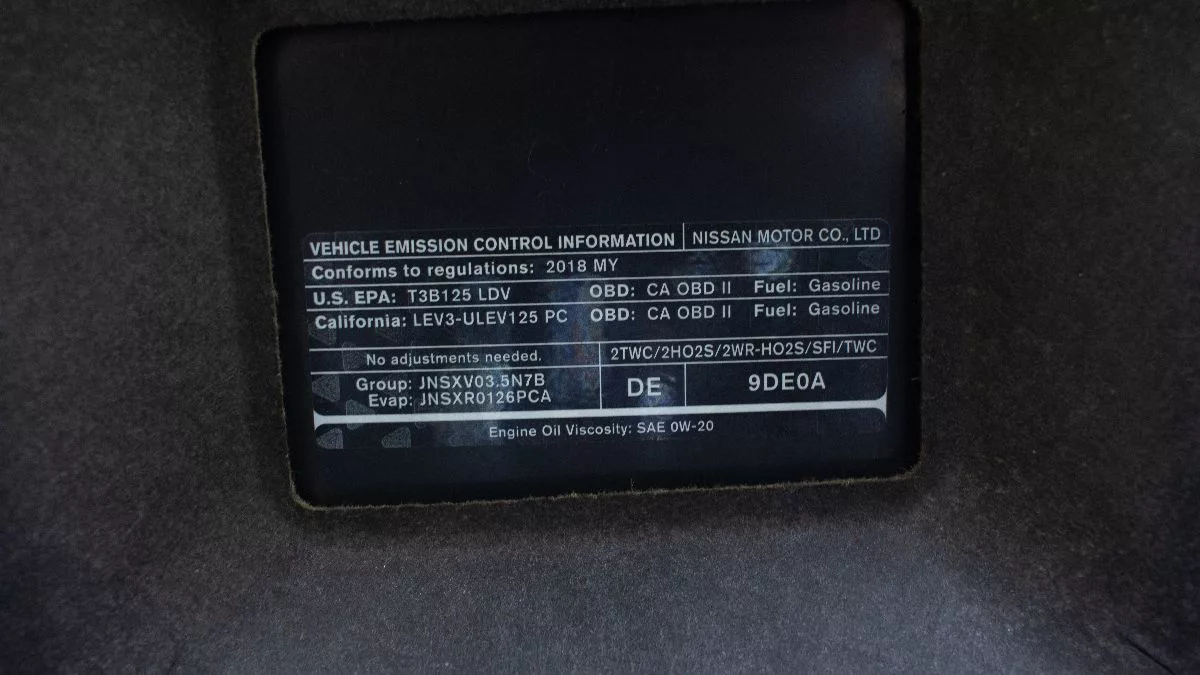 VEHICLE EMISSION CONTROL INFORMATION NISSAN MOTOR CO., LTD
Conforms to regulations: 2018 MY
U.S. EPA: T3B125 LDV OBD: CA OBD II Fuel: Gasoline
California: LEV3-ULEV125 PC OBD: CA OBD II Fuel: Gasoline
No adjustments needed. 2TWC/2HO2S/2WR-HO2S/SFI/TWC
Group: JNSXV03.5N7B
Evap: JNSXR0126PCA
DE 9DE0A
Engine Oil Viscosity: SAE 0W-20